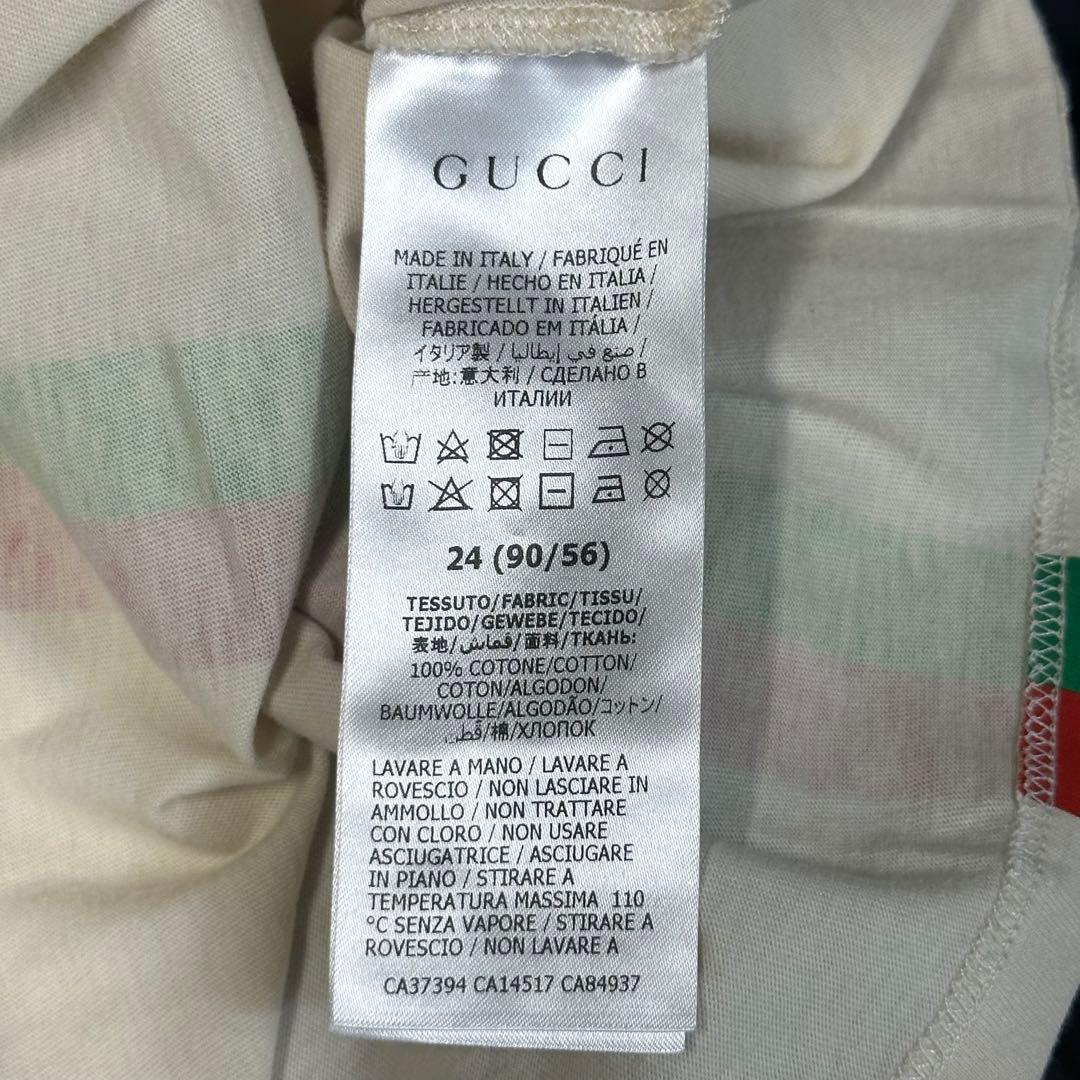 GUCCI
MADE IN ITALY / FABRIQUÉ EN
ITALIE / HECHO EN ITALIA /
HERGESTELLT IN ITALIEN /
FABRICADO EM ITÁLIA /
イタリア製 / صنع في إيطاليا /
产地:意大利 / СДЕЛАНО В
ИТАЛИИ
24 (90/56)
TESSUTO/FABRIC/TISSU/
TEJIDO/GEWEBE/TECIDO/
表地/قماش/面料/ТКАНЬ:
100% COTONE/COTTON/
COTON/ALGODON/
BAUMWOLLE/ALGODÃO/コットン/
قطن/棉/ХЛОПОК
LAVARE A MANO / LAVARE A
ROVESCIO / NON LASCIARE IN
AMMOLLO / NON TRATTARE
CON CLORO / NON USARE
ASCIUGATRICE / ASCIUGARE
IN PIANO / STIRARE A
TEMPERATURA MASSIMA 110
°C SENZA VAPORE / STIRARE A
ROVESCIO / NON LAVARE A
CA37394 CA14517 CA84937